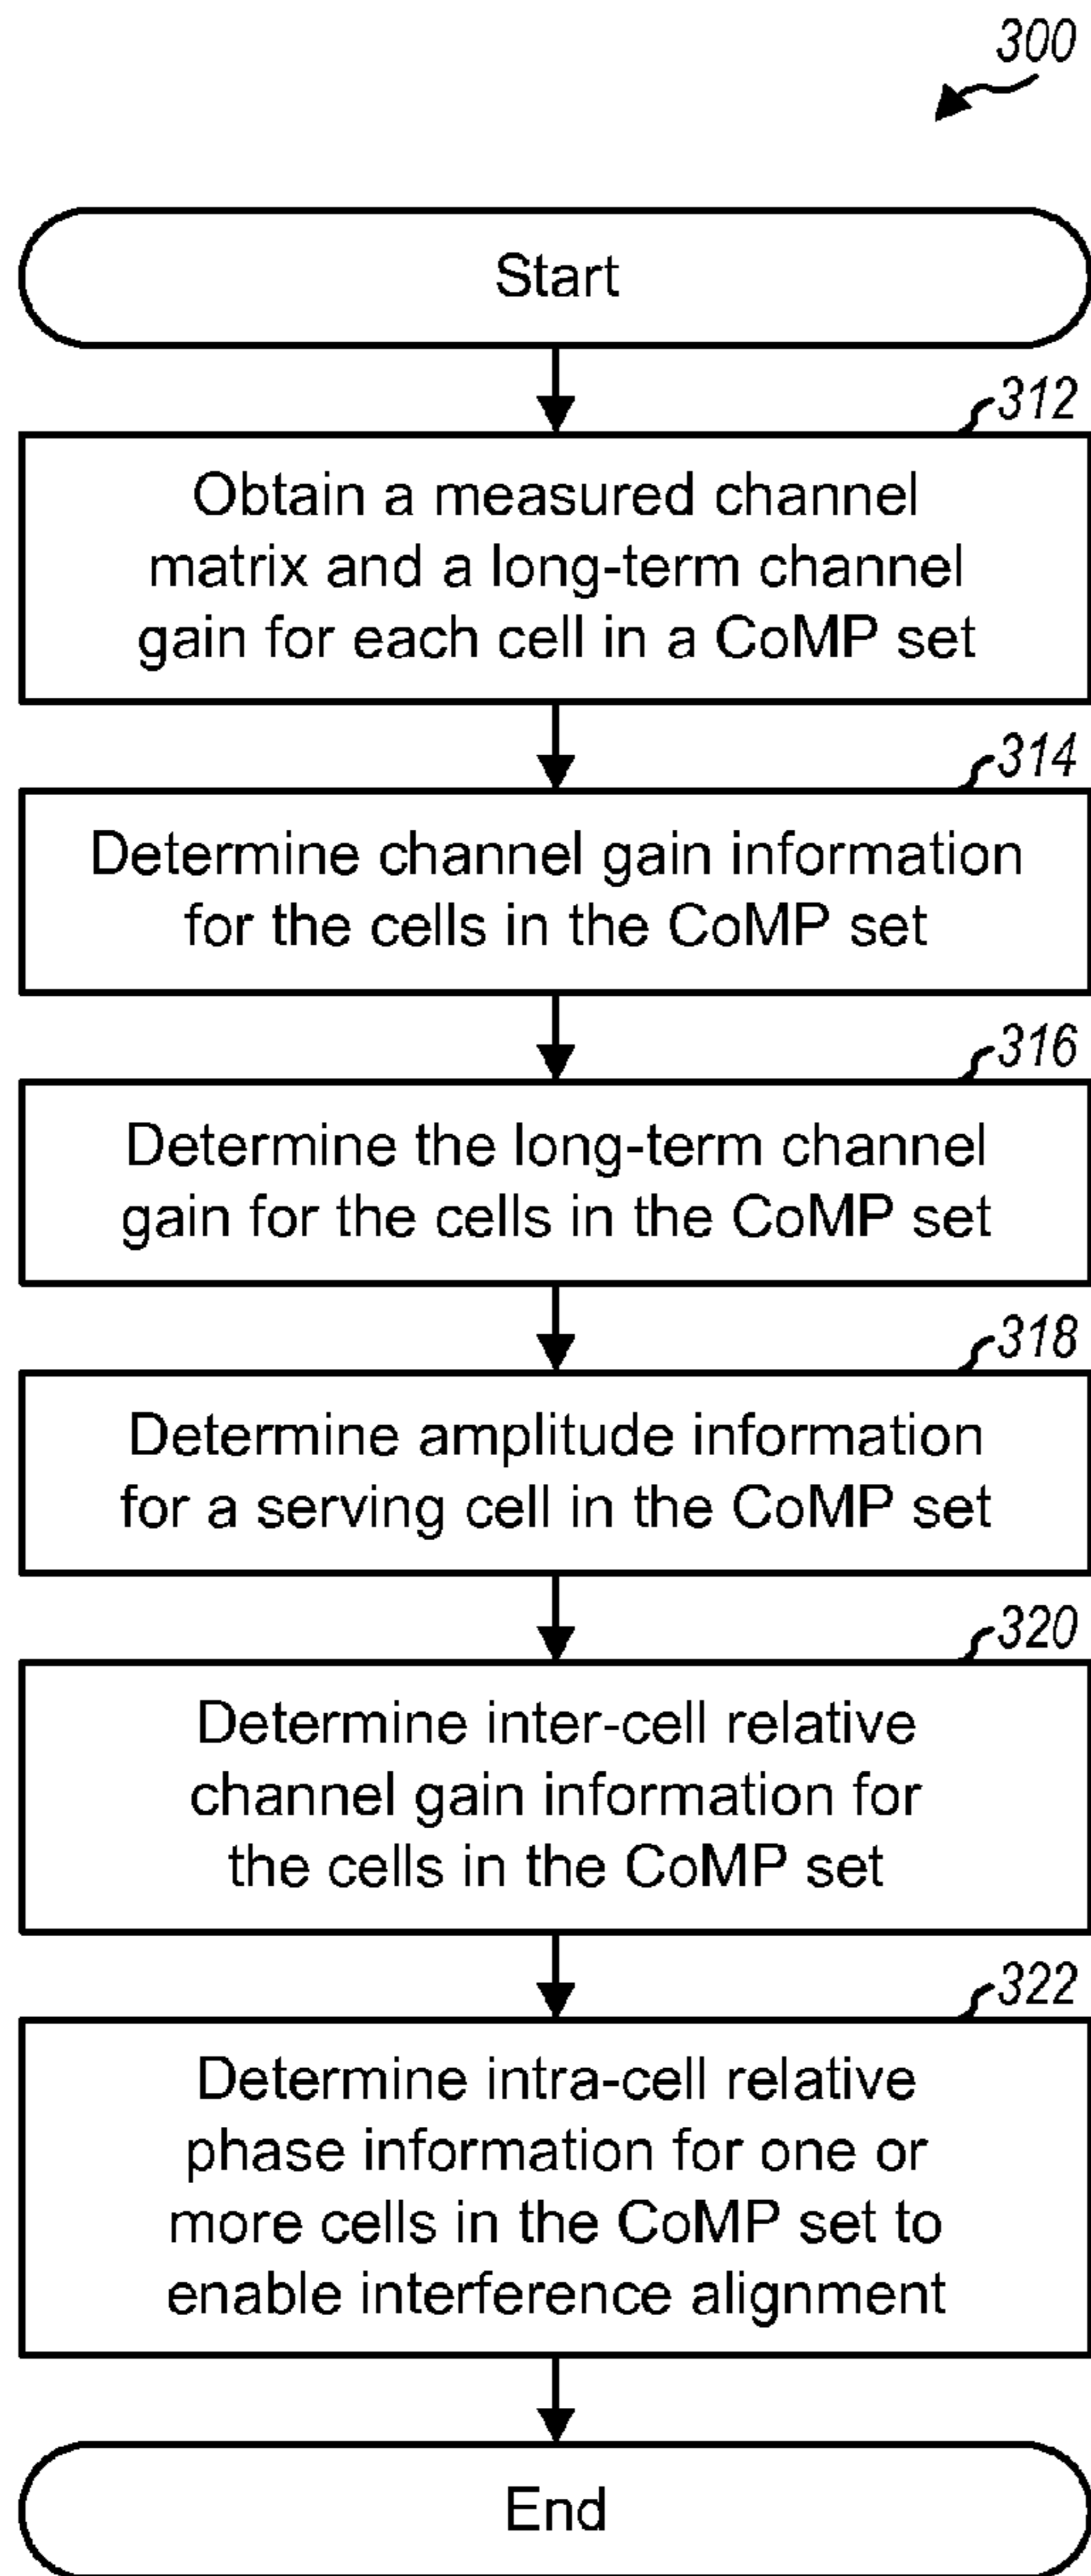 300
Start
312
Obtain a measured channel
matrix and a long-term channel
gain for each cell in a CoMP set
314
Determine channel gain information
for the cells in the CoMP set
316
Determine the long-term channel
gain for the cells in the CoMP set
318
Determine amplitude information
for a serving cell in the CoMP set
320
Determine inter-cell relative
channel gain information for
the cells in the CoMP set
322
Determine intra-cell relative
phase information for one or
more cells in the CoMP set to
enable interference alignment
End